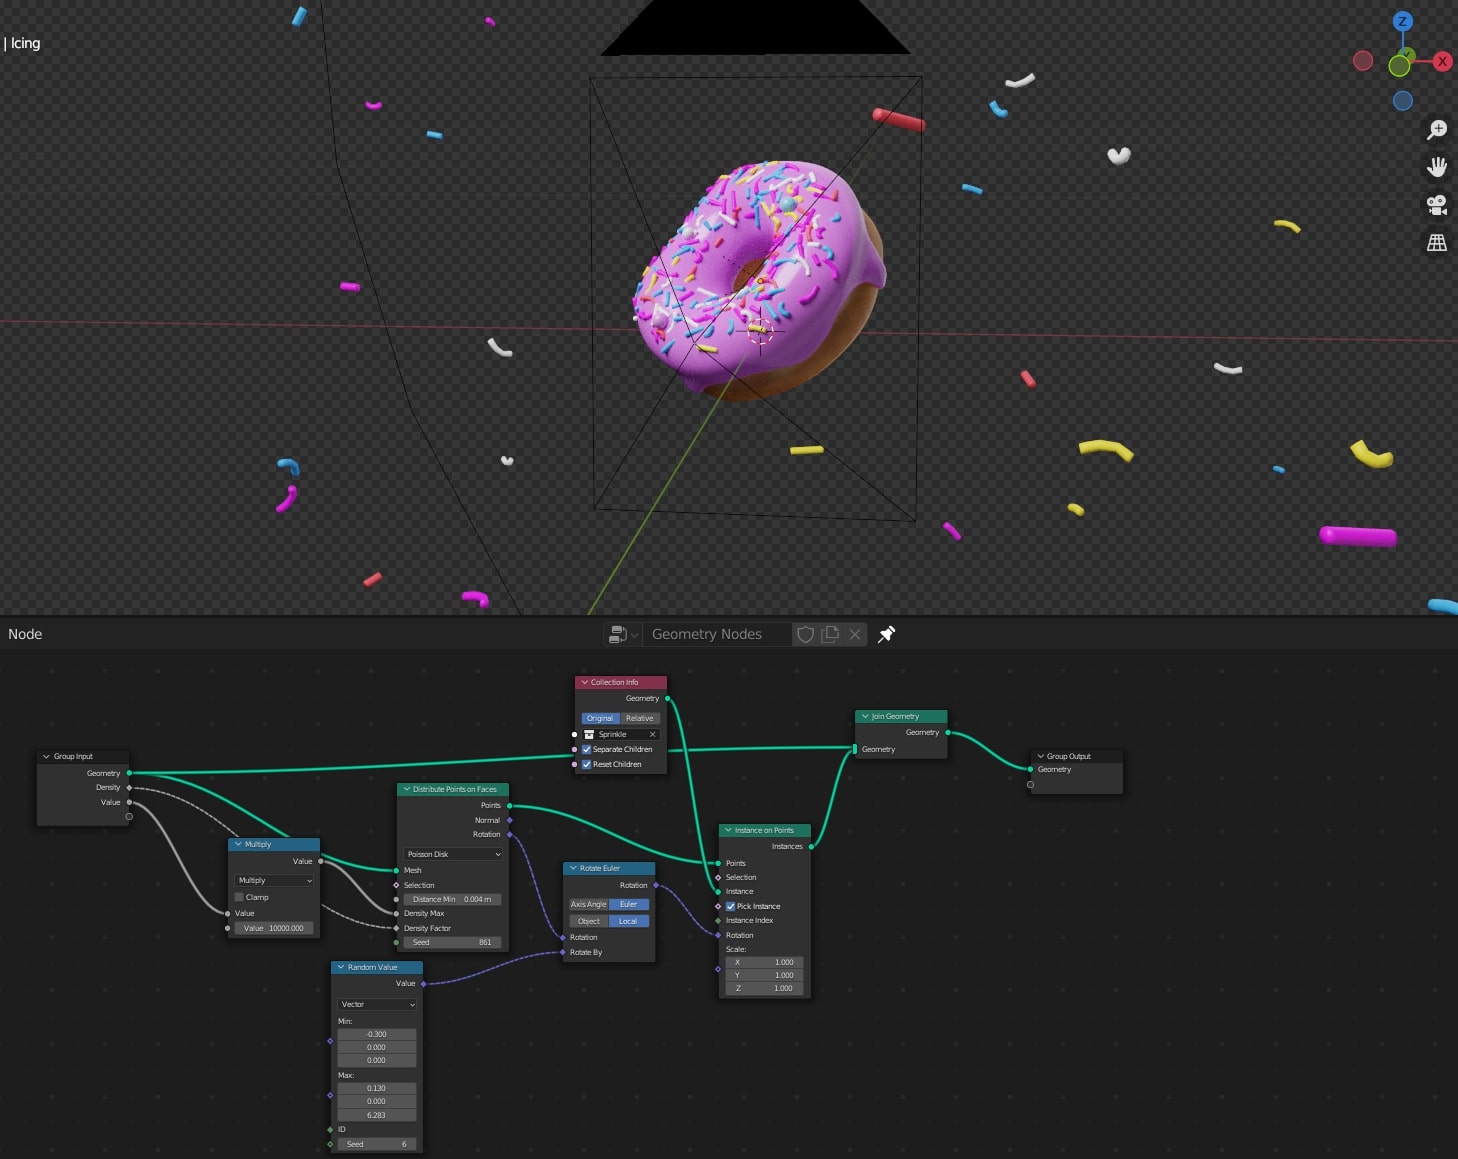 | Icing
Z
X
Node
Geometry Nodes
Collection Info
Geometry
Original Relative
Sprinkle
Separate Children
Reset Children
Join Geometry
Geometry
Geometry
Group Output
Geometry
Group Input
Geometry
Density
Value
Distribute Points on Faces
Points
Normal
Rotation
Poisson Disk
Mesh
Selection
Distance Min 0.004 m
Density Max
Density Factor
Seed 861
Multiply
Value
Multiply
Clamp
Value
Value 10000.000
Instance on Points
Instances
Points
Selection
Instance
Pick Instance
Instance Index
Rotation
Scale:
X 1.000
Y 1.000
Z 1.000
Rotate Euler
Rotation
Axis Angle Euler
Object Local
Rotation
Rotate By
Random Value
Value
Vector
Min:
-0.300
0.000
0.000
Max:
0.130
0.000
6.283
ID
Seed 6